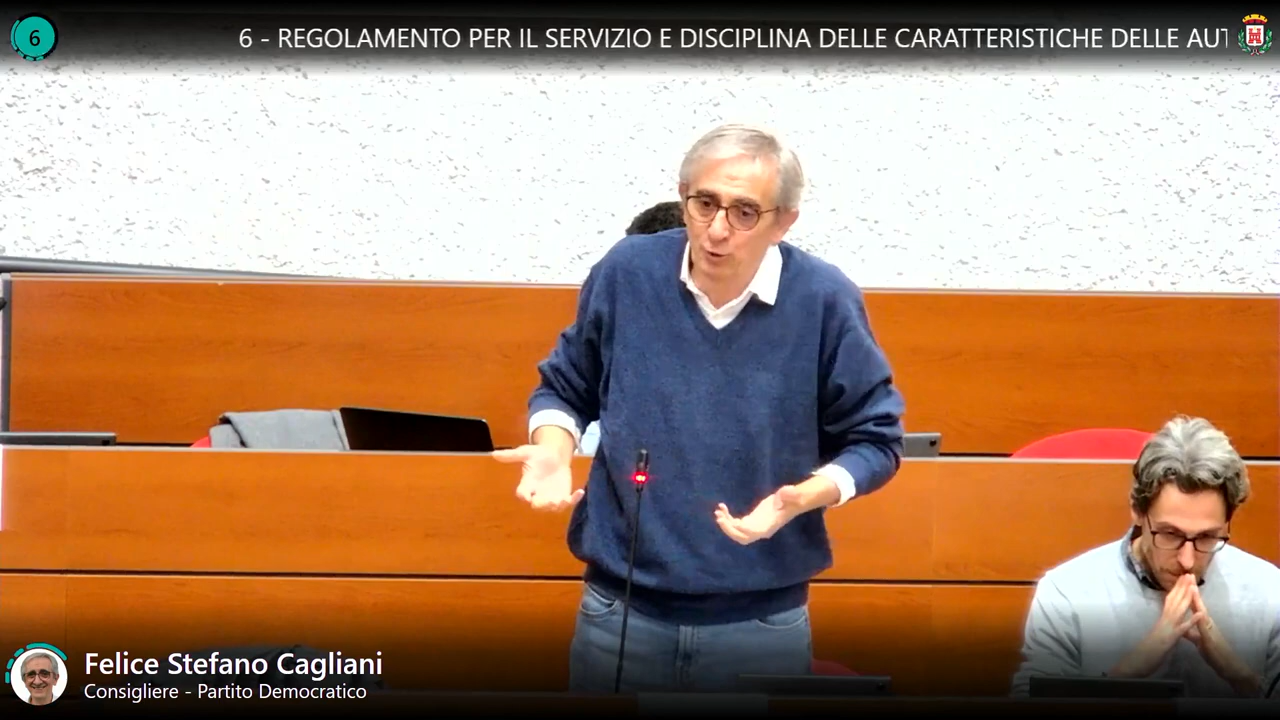 6
6 - REGOLAMENTO PER IL SERVIZIO E DISCIPLINA DELLE CARATTERISTICHE DELLE AUT
Felice Stefano Cagliani
Consigliere - Partito Democratico